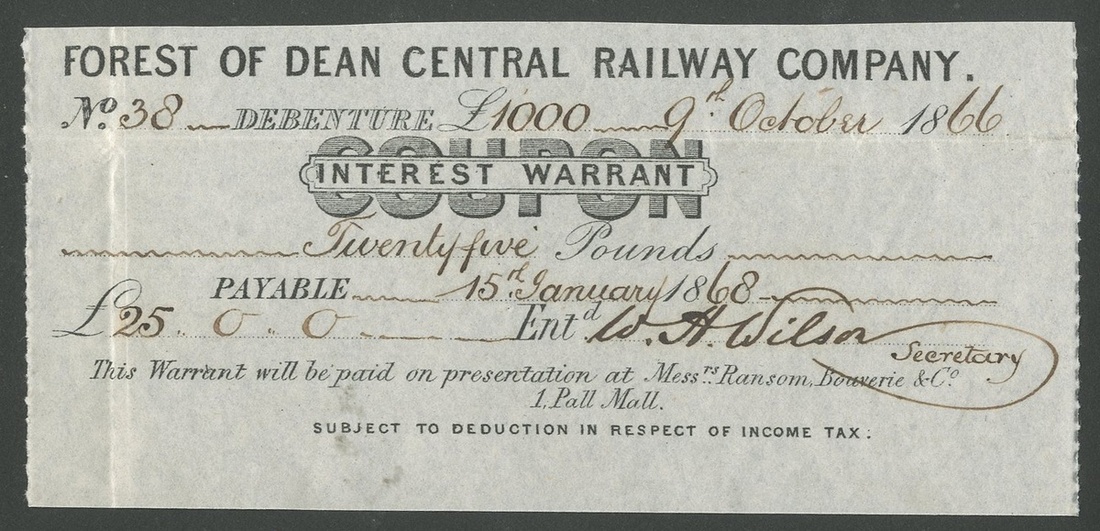 FOREST OF DEAN CENTRAL RAILWAY COMPANY.
No. 38 DEBENTURE £1000 9th October 1866
COUPON
INTEREST WARRANT
Twenty five Pounds
PAYABLE 15th January 1868
£25 " 0 " 0 Entd W. H. Wilson
Secretary
This Warrant will be paid on presentation at Messrs. Ransom, Bouverie & Co.
1, Pall Mall.
SUBJECT TO DEDUCTION IN RESPECT OF INCOME TAX.